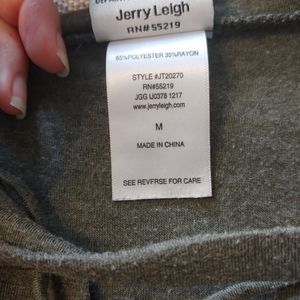 Jerry Leigh
RN#55219
65%POLYESTER 35%RAYON
STYLE #JT20270
RN#55219
JGG IJ0378 1217
www.jerryleigh.com
M
MADE IN CHINA
SEE REVERSE FOR CARE